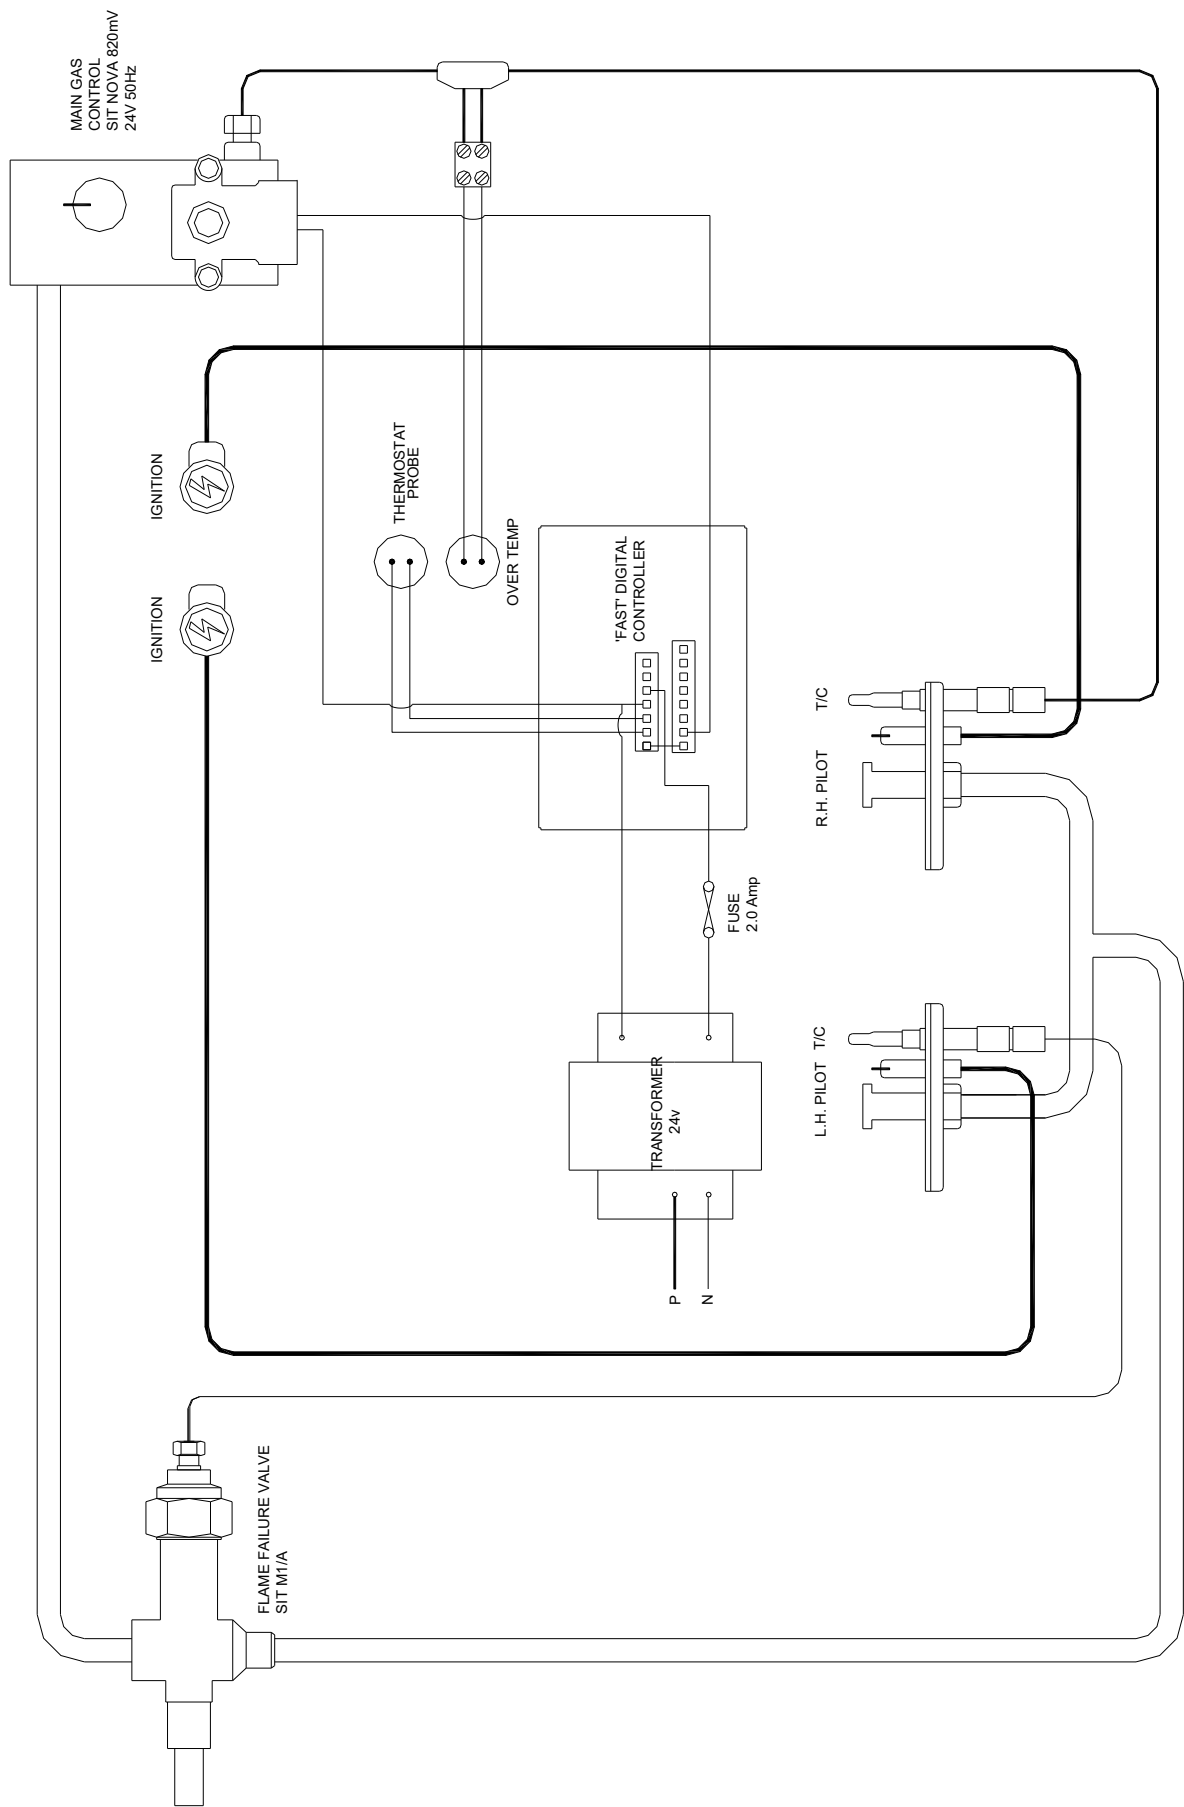 MAIN GAS
CONTROL
SIT NOVA 820mV
24V 50Hz
IGNITION
IGNITION
THERMOSTAT
PROBE
OVER TEMP
'FAST' DIGITAL
CONTROLLER
FUSE
2.0 Amp
TRANSFORMER
24v
P
N
T/C
R.H. PILOT
T/C
L.H. PILOT
FLAME FAILURE VALVE
SIT M1/A